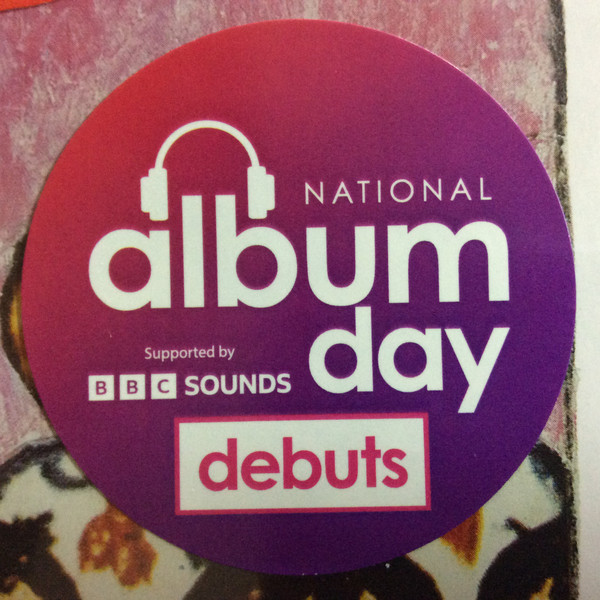 NATIONAL
album
day
Supported by
BBC SOUNDS
debuts